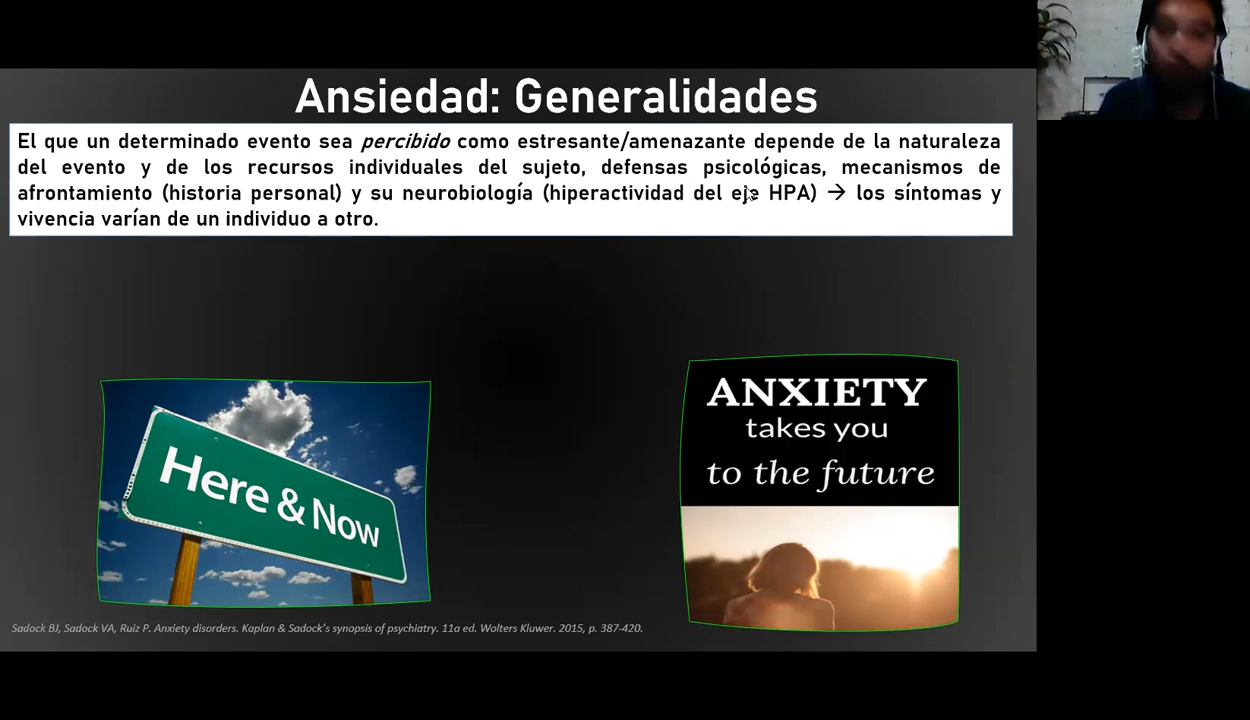 Ansiedad: Generalidades
El que un determinado evento sea percibido como estresante/amenazante depende de la naturaleza
del evento y de los recursos individuales del sujeto, defensas psicológicas, mecanismos de
afrontamiento (historia personal) y su neurobiología (hiperactividad del eje HPA) → los síntomas y
vivencia varían de un individuo a otro.
Here & Now
ANXIETY
takes you
to the future
Sadock BJ, Sadock VA, Ruiz P. Anxiety disorders. Kaplan & Sadock's synopsis of psychiatry. 11a ed. Wolters Kluwer. 2015, p. 387-420.